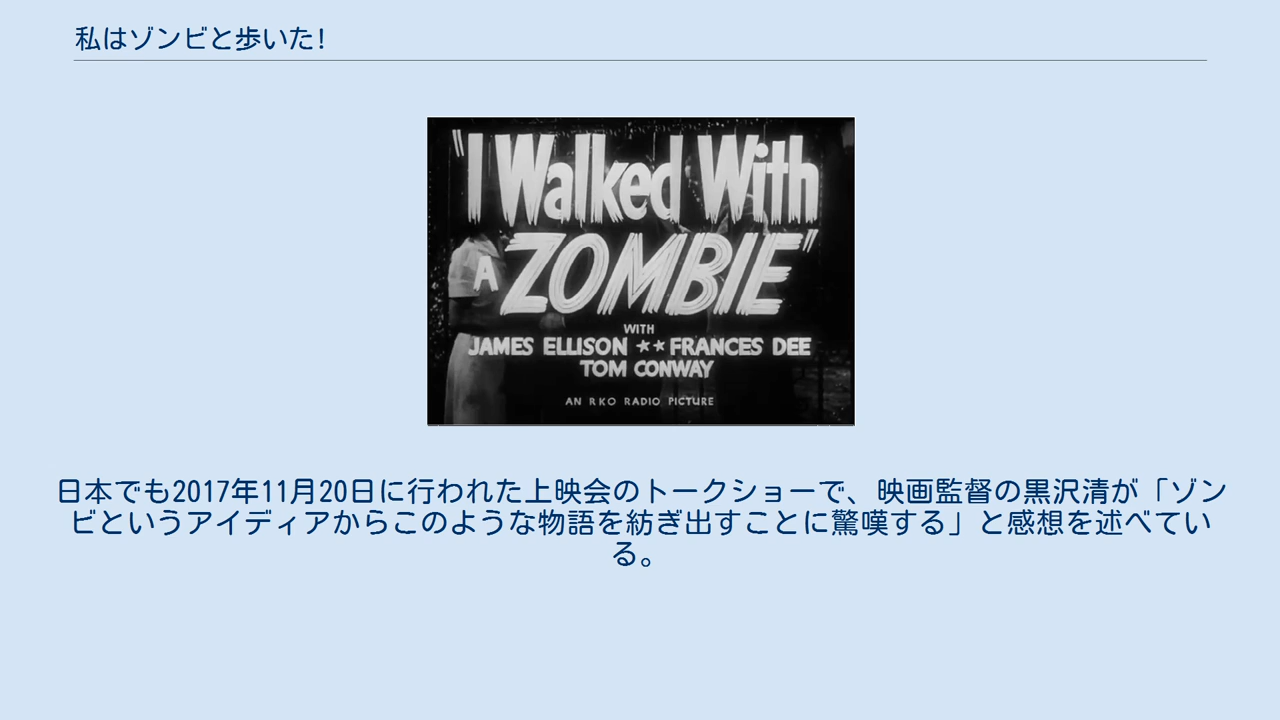 私はゾンビと歩いた!
"I Walked With
A ZOMBIE"
WITH
JAMES ELLISON ★★ FRANCES DEE
TOM CONWAY
AN RKO RADIO PICTURE
日本でも2017年11月20日に行われた上映会のトークショーで、映画監督の黒沢清が「ゾン
ビというアイディアからこのような物語を紡ぎ出すことに驚嘆する」と感想を述べてい
る。